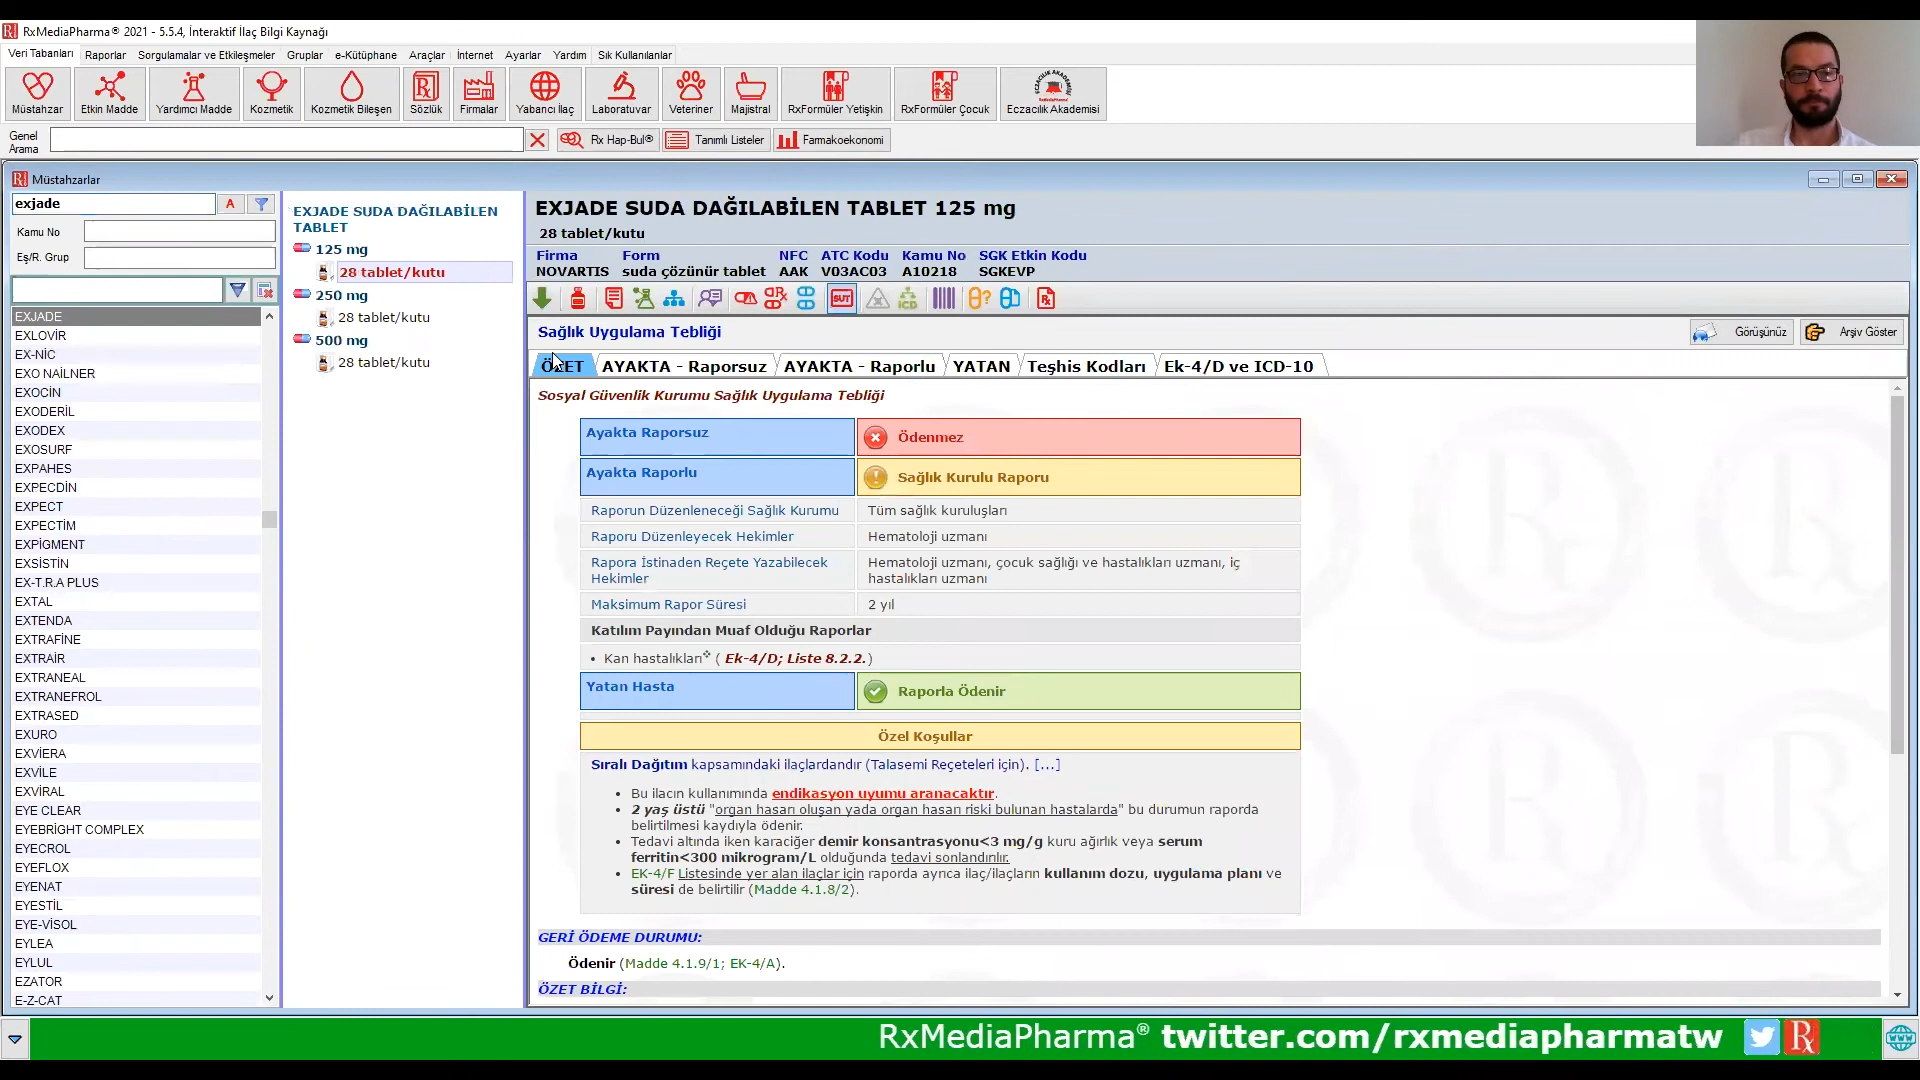 RxMediaPharma® 2021 - 5.5.4, İnteraktif İlaç Bilgi Kaynağı
Veri Tabanları Raporlar Sorgulamalar ve Etkileşmeler Gruplar e-Kütüphane Araçlar İnternet Ayarlar Yardım Sık Kullanılanlar
Müstahzar Etkin Madde Yardımcı Madde Kozmetik Kozmetik Bileşen Sözlük Firmalar Yabancı İlaç Laboratuvar Veteriner Majistral RxFormüler Yetişkin RxFormüler Çocuk Eczacılık Akademisi
Genel Arama
Rx Hap-Bul® Tanımlı Listeler Farmakoekonomi
Müstahzarlar
exjade
A
Kamu No
Eş/R. Grup
EXJADE
EXLOVİR
EX-NİC
EXO NAİLNER
EXOCİN
EXODERİL
EXODEX
EXOSURF
EXPAHES
EXPECDİN
EXPECT
EXPECTİM
EXPİGMENT
EXSİSTİN
EX-T.R.A PLUS
EXTAL
EXTENDA
EXTRAFİNE
EXTRAİR
EXTRANEAL
EXTRANEFROL
EXTRASED
EXURO
EXVİERA
EXVİLE
EXVİRAL
EYE CLEAR
EYEBRİGHT COMPLEX
EYECROL
EYEFLOX
EYENAT
EYESTİL
EYE-VİSOL
EYLEA
EYLUL
EZATOR
E-Z-CAT
EXJADE SUDA DAĞILABİLEN
TABLET
125 mg
28 tablet/kutu
250 mg
28 tablet/kutu
500 mg
28 tablet/kutu
EXJADE SUDA DAĞILABİLEN TABLET 125 mg
28 tablet/kutu
Firma Form NFC ATC Kodu Kamu No SGK Etkin Kodu
NOVARTIS suda çözünür tablet AAK V03AC03 A10218 SGKEVP
SUT
ICD
Sağlık Uygulama Tebliği
Görüşünüz Arşiv Göster
ÖZET AYAKTA - Raporsuz AYAKTA - Raporlu YATAN Teşhis Kodları Ek-4/D ve ICD-10
Sosyal Güvenlik Kurumu Sağlık Uygulama Tebliği
Ayakta Raporsuz Ödenmez
Ayakta Raporlu Sağlık Kurulu Raporu
Raporun Düzenleneceği Sağlık Kurumu Tüm sağlık kuruluşları
Raporu Düzenleyecek Hekimler Hematoloji uzmanı
Rapora İstinaden Reçete Yazabilecek Hekimler Hematoloji uzmanı, çocuk sağlığı ve hastalıkları uzmanı, iç hastalıkları uzmanı
Maksimum Rapor Süresi 2 yıl
Katılım Payından Muaf Olduğu Raporlar
• Kan hastalıkları ( Ek-4/D; Liste 8.2.2.)
Yatan Hasta Raporla Ödenir
Özel Koşullar
Sıralı Dağıtım kapsamındaki ilaçlardandır (Talasemi Reçeteleri için). [...]
• Bu ilacın kullanımında endikasyon uyumu aranacaktır.
• 2 yaş üstü "organ hasarı oluşan yada organ hasarı riski bulunan hastalarda" bu durumun raporda
belirtilmesi kaydıyla ödenir.
• Tedavi altında iken karaciğer demir konsantrasyonu<3 mg/g kuru ağırlık veya serum
ferritin<300 mikrogram/L olduğunda tedavi sonlandırılır.
• EK-4/F Listesinde yer alan ilaçlar için raporda ayrıca ilaç/ilaçların kullanım dozu, uygulama planı ve
süresi de belirtilir (Madde 4.1.8/2).
GERİ ÖDEME DURUMU:
Ödenir (Madde 4.1.9/1; EK-4/A).
ÖZET BİLGİ:
RxMediaPharma® twitter.com/rxmediapharmatw